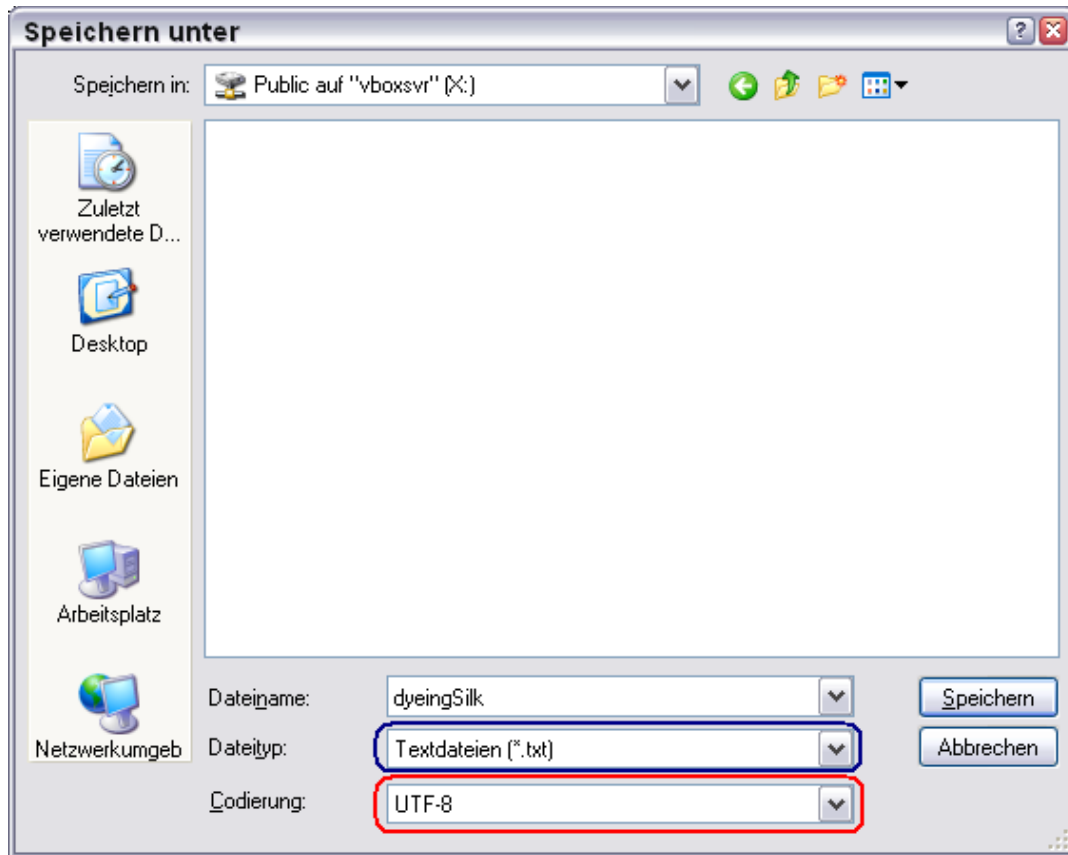 Speichern unter
Speichern in:
Public auf "vboxsvr" (X:)
Zuletzt
verwendete D...
Desktop
Eigene Dateien
Arbeitsplatz
Netzwerkumgeb
Dateiname:
dyeingSilk
Speichern
Dateityp:
Textdateien (*.txt)
Abbrechen
Codierung:
UTF-8